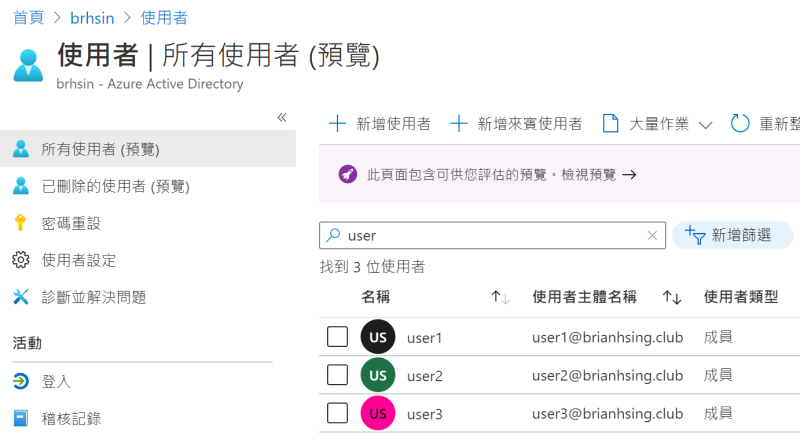 首頁 > brhsin > 使用者
使用者 | 所有使用者 (預覽)
brhsin - Azure Active Directory
«
所有使用者 (預覽)
已刪除的使用者 (預覽)
密碼重設
使用者設定
診斷並解決問題
活動
登入
稽核記錄
新增使用者 新增來賓使用者 大量作業 重新整
此頁面包含可供您評估的預覽。檢視預覽 →
user
新增篩選
找到 3 位使用者
名稱 ↑↓ 使用者主體名稱 ↑↓ 使用者類型
US user1 user1@brianhsing.club 成員
US user2 user2@brianhsing.club 成員
US user3 user3@brianhsing.club 成員